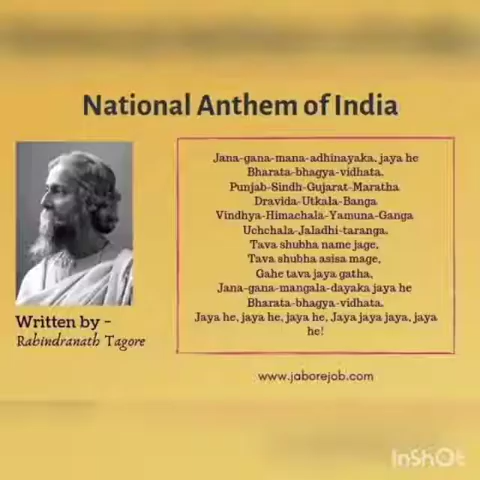 National Anthem of India
Jana-gana-mana-adhinayaka, jaya he
Bharata-bhagya-vidhata.
Punjab-Sindh-Gujarat-Maratha
Dravida-Utkala-Banga
Vindhya-Himachala-Yamuna-Ganga
Uchchala-Jaladhi-taranga.
Tava shubha name jage,
Tava shubha asisa mage,
Gahe tava jaya gatha,
Jana-gana-mangala-dayaka jaya he
Bharata-bhagya-vidhata.
Jaya he, jaya he, jaya he, Jaya jaya jaya, jaya
he!
Written by -
Rabindranath Tagore
www.jaborejob.com
InShOt